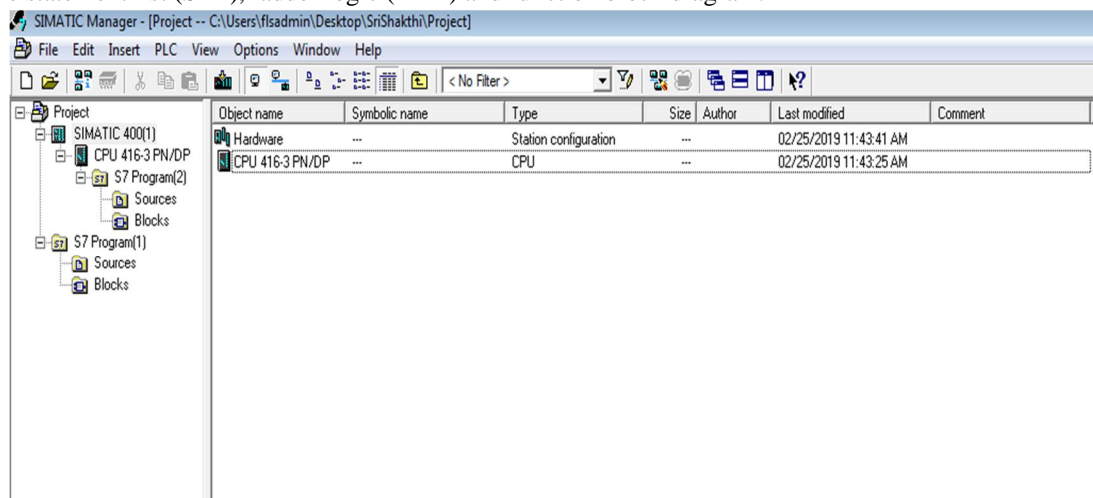 SIMATIC Manager - [Project -- C:\Users\flsadmin\Desktop\SriShakthi\Project]
File Edit Insert PLC View Options Window Help
< No Filter >
Project
SIMATIC 400(1)
CPU 416-3 PN/DP
S7 Program(2)
Sources
Blocks
S7 Program(1)
Sources
Blocks
Object name Symbolic name Type Size Author Last modified Comment
Hardware --- Station configuration --- 02/25/2019 11:43:41 AM
CPU 416-3 PN/DP --- CPU --- 02/25/2019 11:43:25 AM